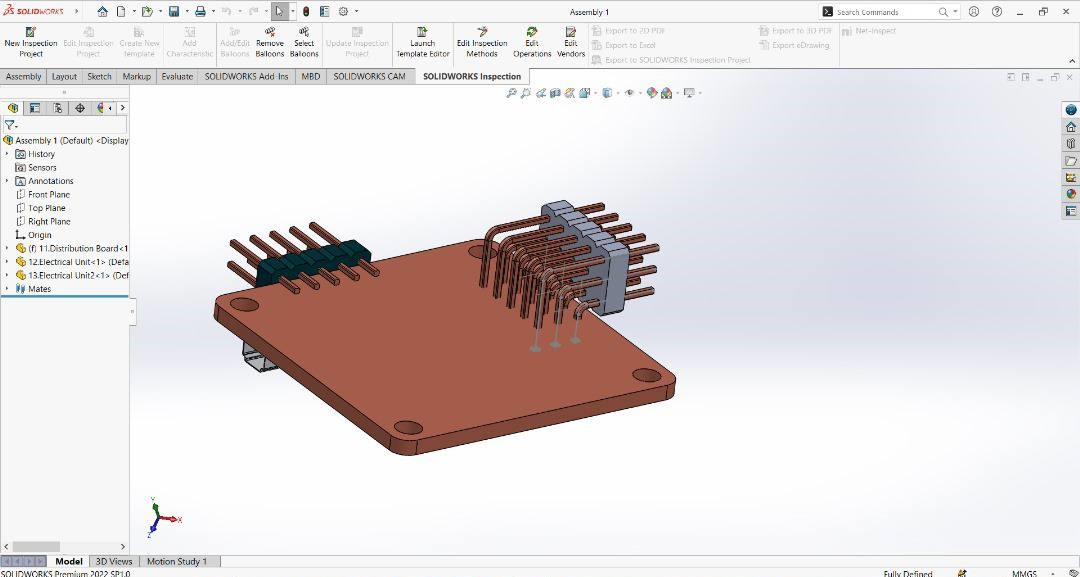 SOLIDWORKS
Assembly 1
Search Commands
New Inspection Project
Edit Inspection Project
Create New template
Add Characteristic
Add/Edit Balloons
Remove Balloons
Select Balloons
Update Inspection Project
Launch Template Editor
Edit Inspection Methods
Edit Operations
Edit Vendors
Export to 2D PDF
Export to Excel
Export to SOLIDWORKS Inspection Project
Export to 3D PDF
Export eDrawing
Net-Inspect
Assembly Layout Sketch Markup Evaluate SOLIDWORKS Add-Ins MBD SOLIDWORKS CAM SOLIDWORKS Inspection
Assembly 1 (Default) <Display
History
Sensors
Annotations
Front Plane
Top Plane
Right Plane
Origin
(f) 11.Distribution Board<1
12.Electrical Unit<1> (Defa
13.Electrical Unit2<1> (Def
Mates
Y
X
Z
Model 3D Views Motion Study 1
SOLIDWORKS Premium 2022 SP1.0
Fully Defined
MMGS